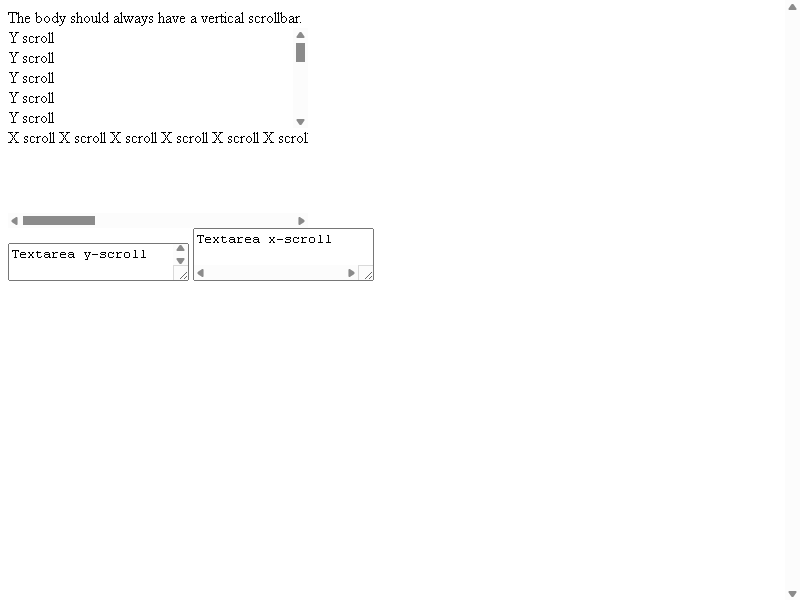 The body should always have a vertical scrollbar.
Y scroll
Y scroll
Y scroll
Y scroll
Y scroll
X scroll X scroll X scroll X scroll X scroll X scrol
Textarea y-scroll
Textarea x-scroll